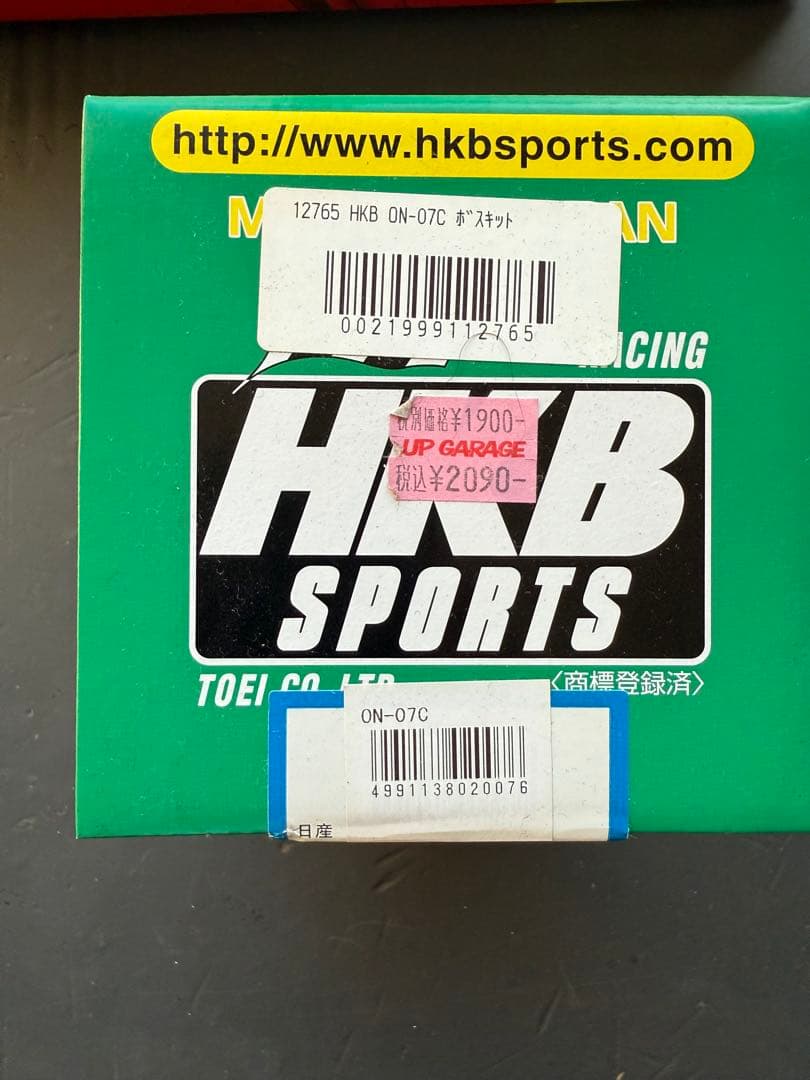 http://www.hkbsports.com
12765 HKB ON-07C ﾎﾞｽｷｯﾄ
0021999112765
HKB
税別価格¥1900-
UP GARAGE
税込¥2090-
SPORTS
TOEI CO.,LTD.
〈商標登録済〉
ON-07C
4991138020076
日産